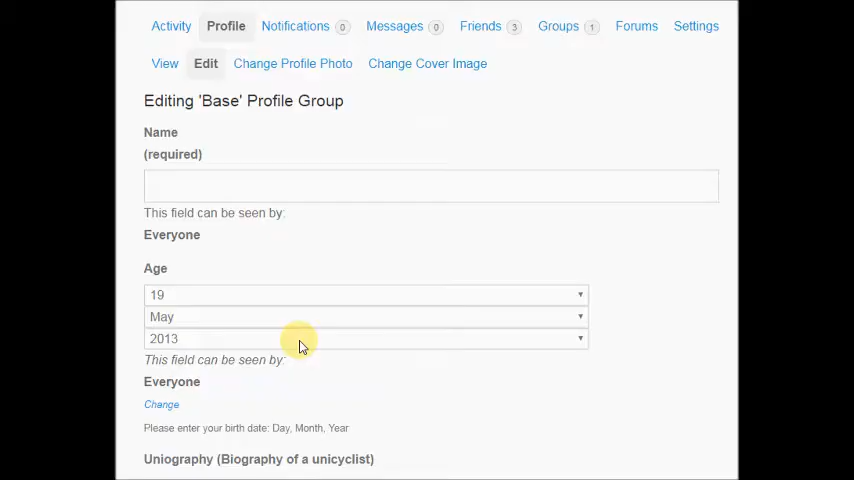 Activity Profile Notifications 0 Messages 0 Friends 3 Groups 1 Forums Settings
View Edit Change Profile Photo Change Cover Image
Editing 'Base' Profile Group
Name
(required)
This field can be seen by:
Everyone
Age
19
May
2013
This field can be seen by:
Everyone
Change
Please enter your birth date: Day, Month, Year
Uniography (Biography of a unicyclist)